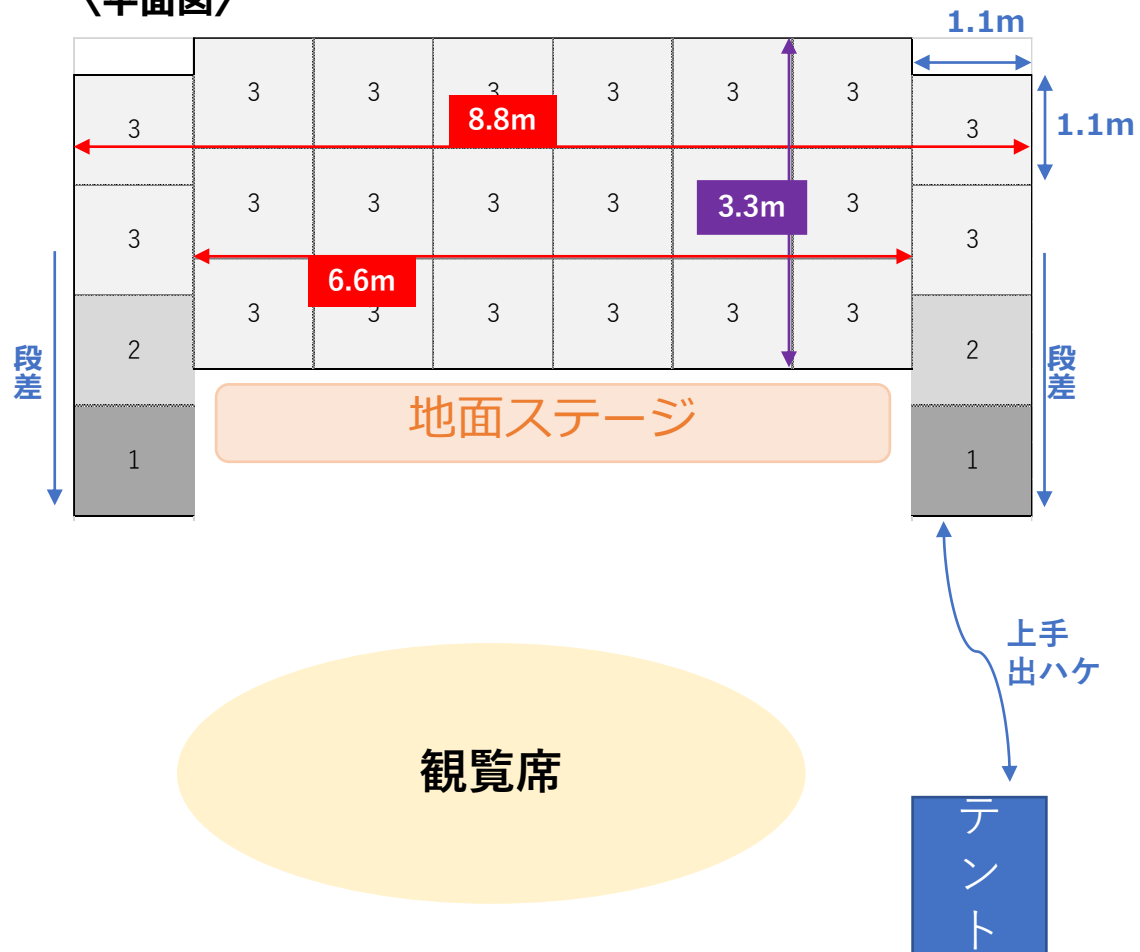 〈平面図〉
1.1m
3 3 3 3 3 3
3 8.8m 3 1.1m
3 3 3 3 3.3m 3
3 6.6m 3
3 3 3 3 3 3
2 2
段差 段差
地面ステージ
1 1
上手
出ハケ
観覧席
テント